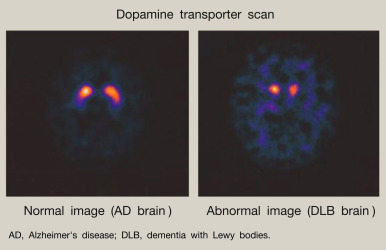 Dopamine transporter scan
Normal image (AD brain)
Abnormal image (DLB brain)
AD, Alzheimer's disease; DLB, dementia with Lewy bodies.